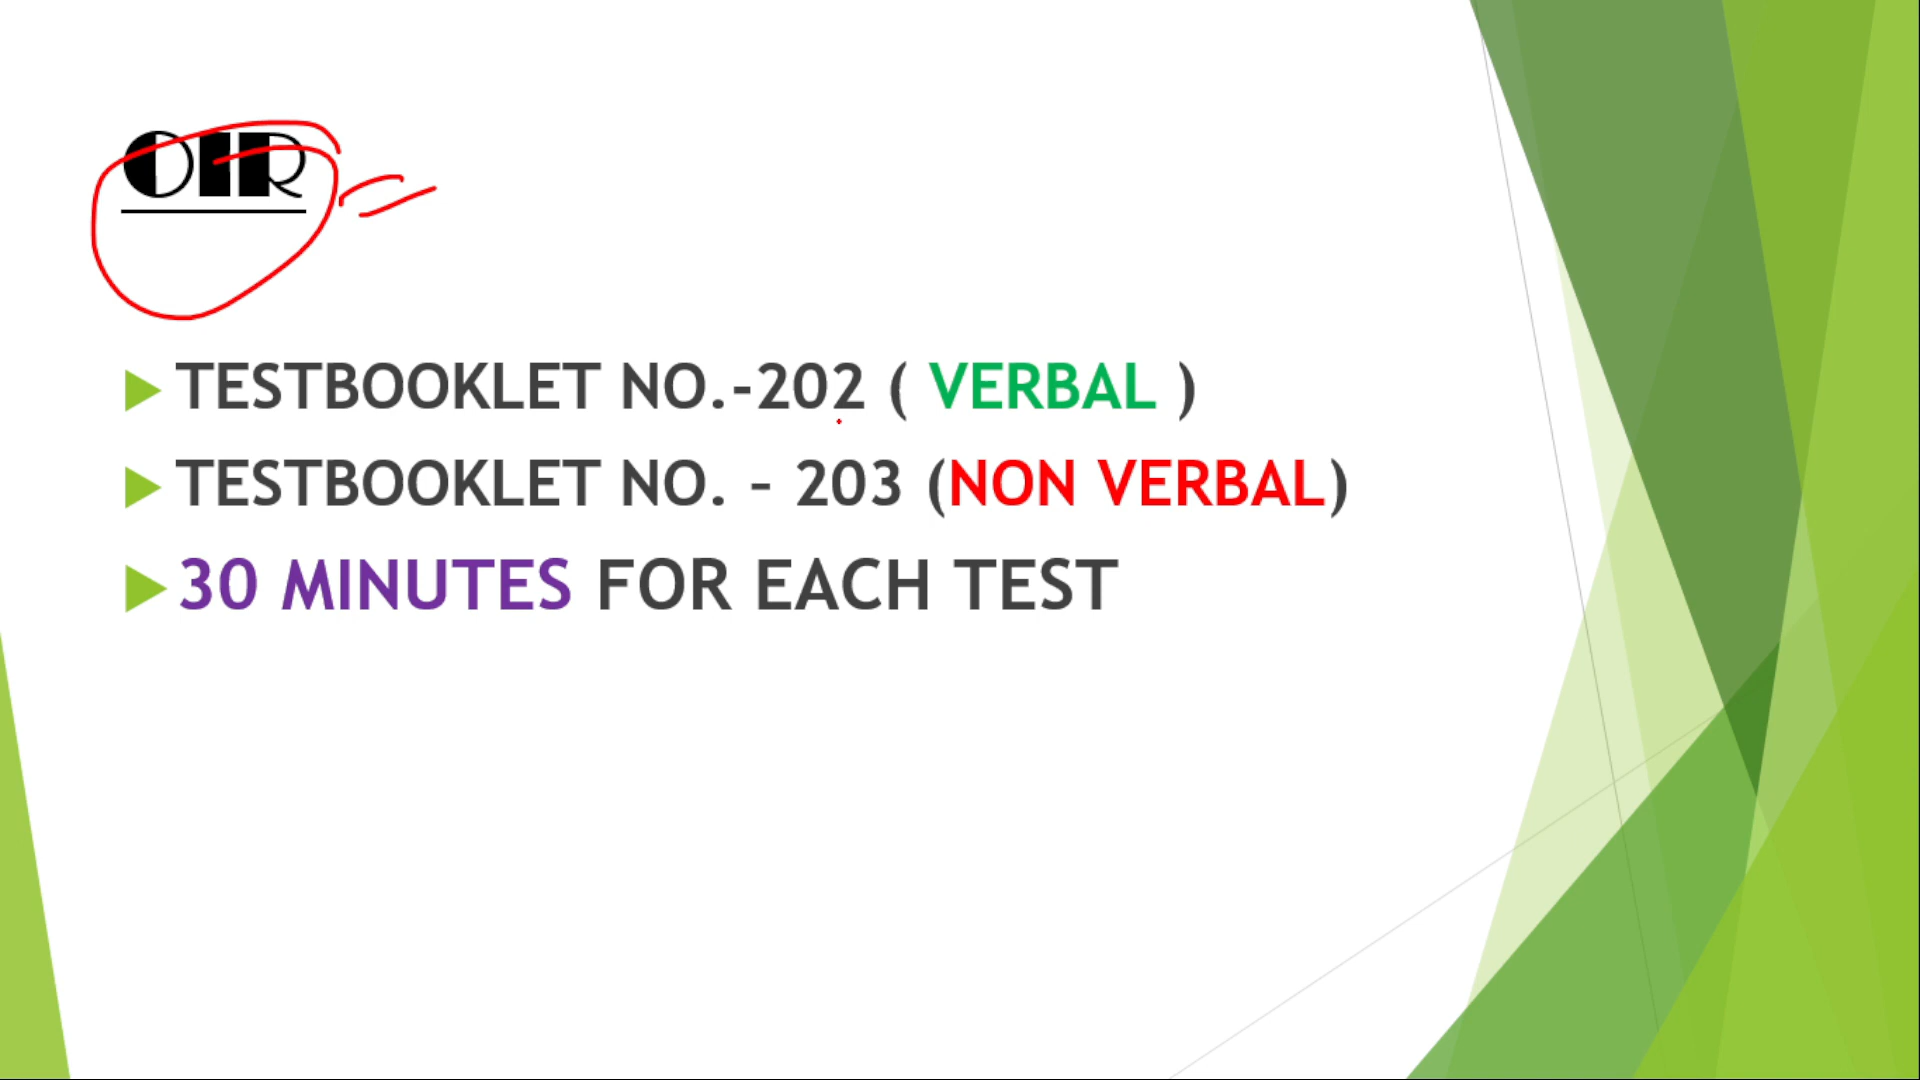 OIR
TESTBOOKLET NO.-202 ( VERBAL )
TESTBOOKLET NO. - 203 (NON VERBAL)
30 MINUTES FOR EACH TEST